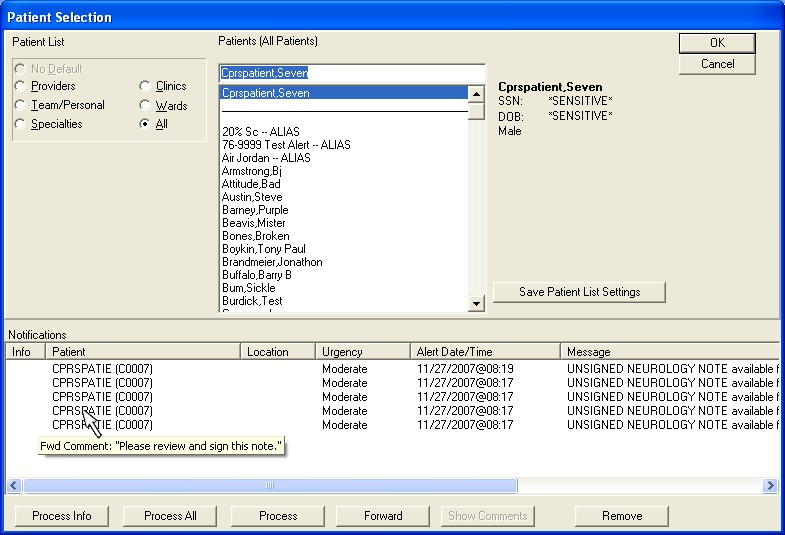 Patient Selection
Patient List
No Default
Providers
Clinics
Team/Personal
Wards
Specialties
All
Patients (All Patients)
Cprspatient,Seven
Cprspatient,Seven
20% Sc -- ALIAS
76-9999 Test Alert -- ALIAS
Air Jordan -- ALIAS
Armstrong,Bj
Attitude,Bad
Austin,Steve
Barney,Purple
Beavis,Mister
Bones,Broken
Boykin,Tony Paul
Brandmeier,Jonathon
Buffalo,Barry B
Bum,Sickle
Burdick,Test
OK
Cancel
Cprspatient,Seven
SSN: *SENSITIVE*
DOB: *SENSITIVE*
Male
Save Patient List Settings
Notifications
Info Patient Location Urgency Alert Date/Time Message
CPRSPATIE (C0007) Moderate 11/27/2007@08:19 UNSIGNED NEUROLOGY NOTE available f
CPRSPATIE (C0007) Moderate 11/27/2007@08:17 UNSIGNED NEUROLOGY NOTE available f
CPRSPATIE (C0007) Moderate 11/27/2007@08:17 UNSIGNED NEUROLOGY NOTE available f
CPRSPATIE (C0007) Moderate 11/27/2007@08:17 UNSIGNED NEUROLOGY NOTE available f
CPRSPATIE (C0007) Moderate 11/27/2007@08:17 UNSIGNED NEUROLOGY NOTE available f
Fwd Comment: "Please review and sign this note."
Process Info Process All Process Forward Show Comments Remove